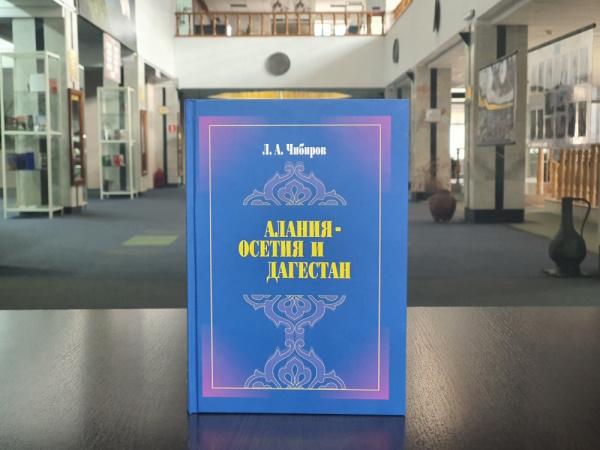 Л. А. Чибиров
АЛАНИЯ-
ОСЕТИЯ И
ДАГЕСТАН